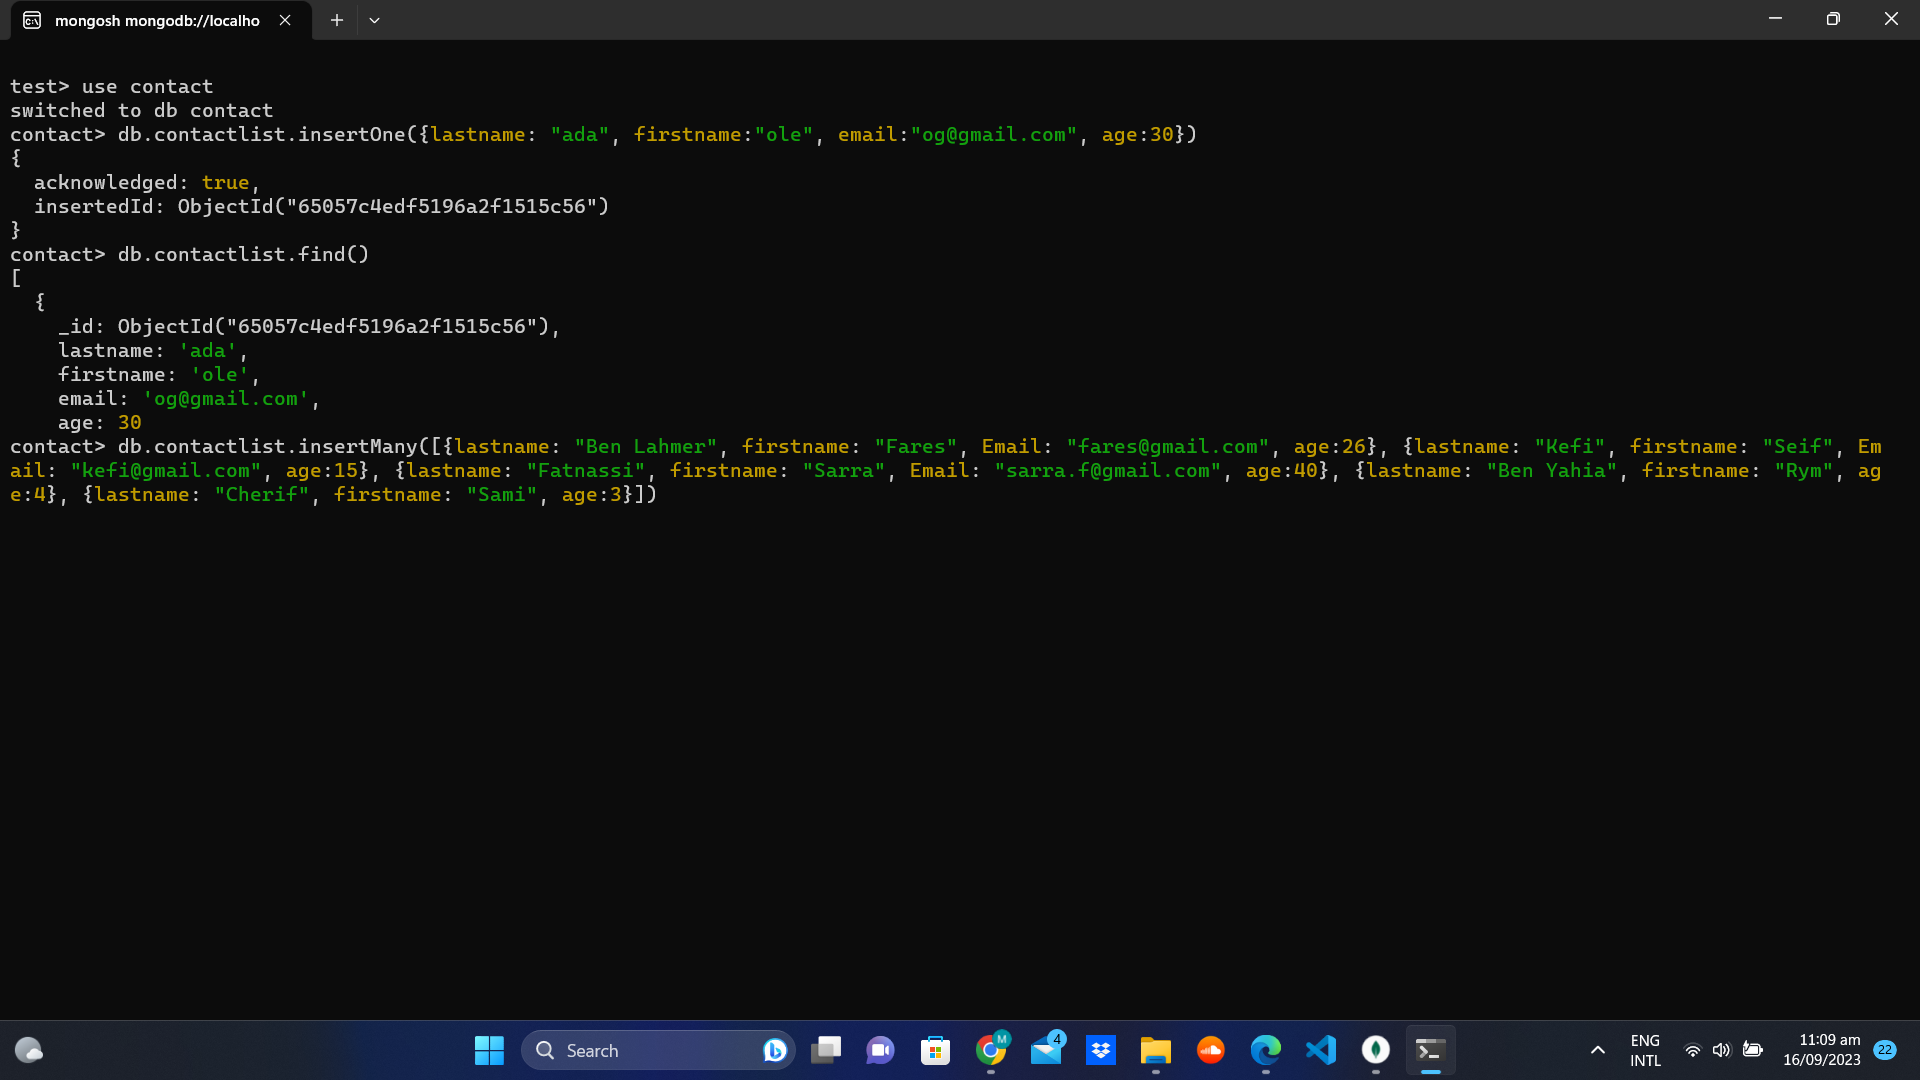 mongosh mongodb://localho
test> use contact
switched to db contact
contact> db.contactlist.insertOne({lastname: "ada", firstname:"ole", email:"og@gmail.com", age:30})
{
  acknowledged: true,
  insertedId: ObjectId("65057c4edf5196a2f1515c56")
}
contact> db.contactlist.find()
[
  {
    _id: ObjectId("65057c4edf5196a2f1515c56"),
    lastname: 'ada',
    firstname: 'ole',
    email: 'og@gmail.com',
    age: 30
contact> db.contactlist.insertMany([{lastname: "Ben Lahmer", firstname: "Fares", Email: "fares@gmail.com", age:26}, {lastname: "Kefi", firstname: "Seif", Em
ail: "kefi@gmail.com", age:15}, {lastname: "Fatnassi", firstname: "Sarra", Email: "sarra.f@gmail.com", age:40}, {lastname: "Ben Yahia", firstname: "Rym", ag
e:4}, {lastname: "Cherif", firstname: "Sami", age:3}])
Search
M
4
ENG
INTL
11:09 am
16/09/2023
22